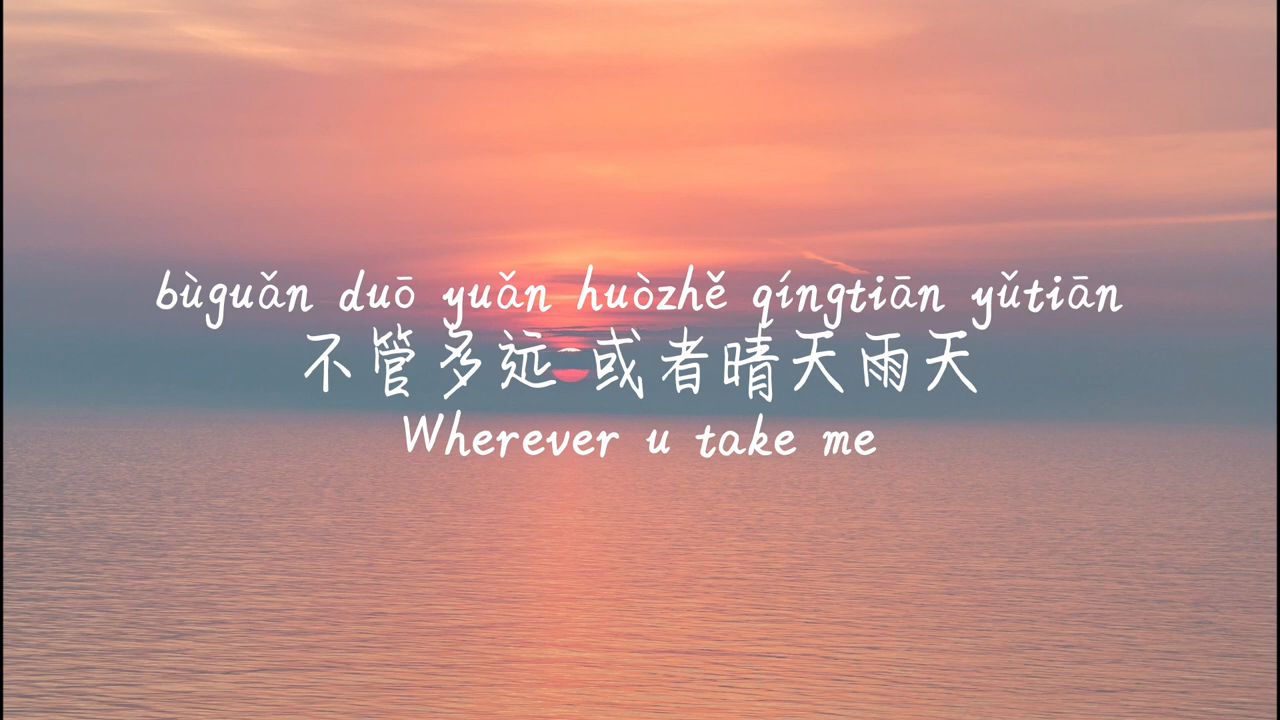 bùguǎn duō yuǎn huòzhě qíngtiān yǔtiān
不管多远 或者晴天雨天
Wherever u take me